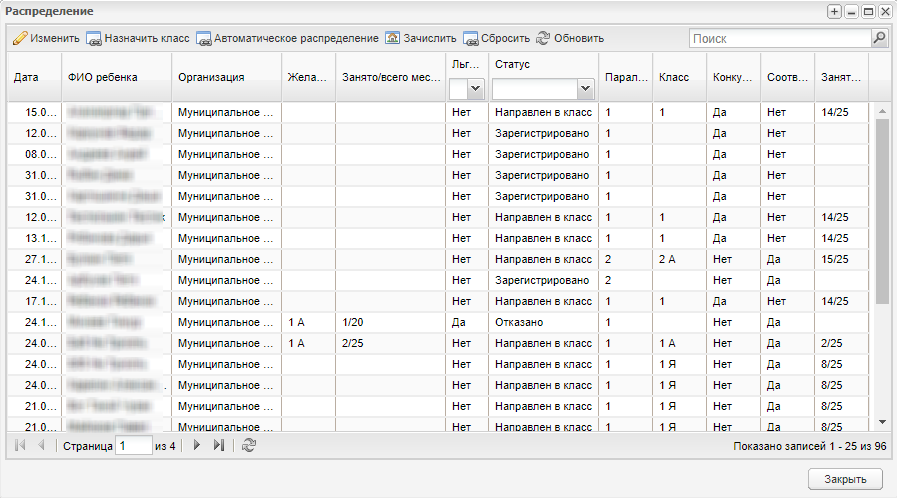 Распределение
Изменить Назначить класс Автоматическое распределение Зачислить Сбросить Обновить Поиск
Дата ФИО ребенка Организация Жела... Занято/всего мес... Льг... Статус Парал... Класс Конку... Соотв... Занят...
15.0... Муниципальное ... Нет Направлен в класс 1 1 Да Нет 14/25
12.0... Муниципальное ... Нет Зарегистрировано 1 Да Нет
08.0... Муниципальное ... Нет Зарегистрировано 1 Да Нет
31.0... Муниципальное ... Нет Зарегистрировано 1 Да Нет
31.0... Муниципальное ... Нет Зарегистрировано 1 Да Нет
12.0... Муниципальное ... Нет Направлен в класс 1 1 Да Нет 14/25
13.1... Муниципальное ... Нет Направлен в класс 1 1 Да Нет 14/25
27.1... Муниципальное ... Нет Направлен в класс 2 2 А Нет Да 15/25
24.1... Муниципальное ... Нет Зарегистрировано 2 Нет Да
17.1... Муниципальное ... Нет Направлен в класс 1 1 Да Нет 14/25
24.1... Муниципальное ... 1 А 1/20 Да Отказано 1 Нет Да
24.0... Муниципальное ... 1 А 2/25 Нет Направлен в класс 1 1 А Нет Да 2/25
24.0... Муниципальное ... Нет Направлен в класс 1 1 Я Нет Да 8/25
24.0... Муниципальное ... Нет Направлен в класс 1 1 Я Нет Да 8/25
21.0... Муниципальное ... Нет Направлен в класс 1 1 Я Нет Да 8/25
21.0... Муниципальное ... Нет Направлен в класс 1 1 Я Нет Да 8/25
Страница 1 из 4 Показано записей 1 - 25 из 96
Закрыть